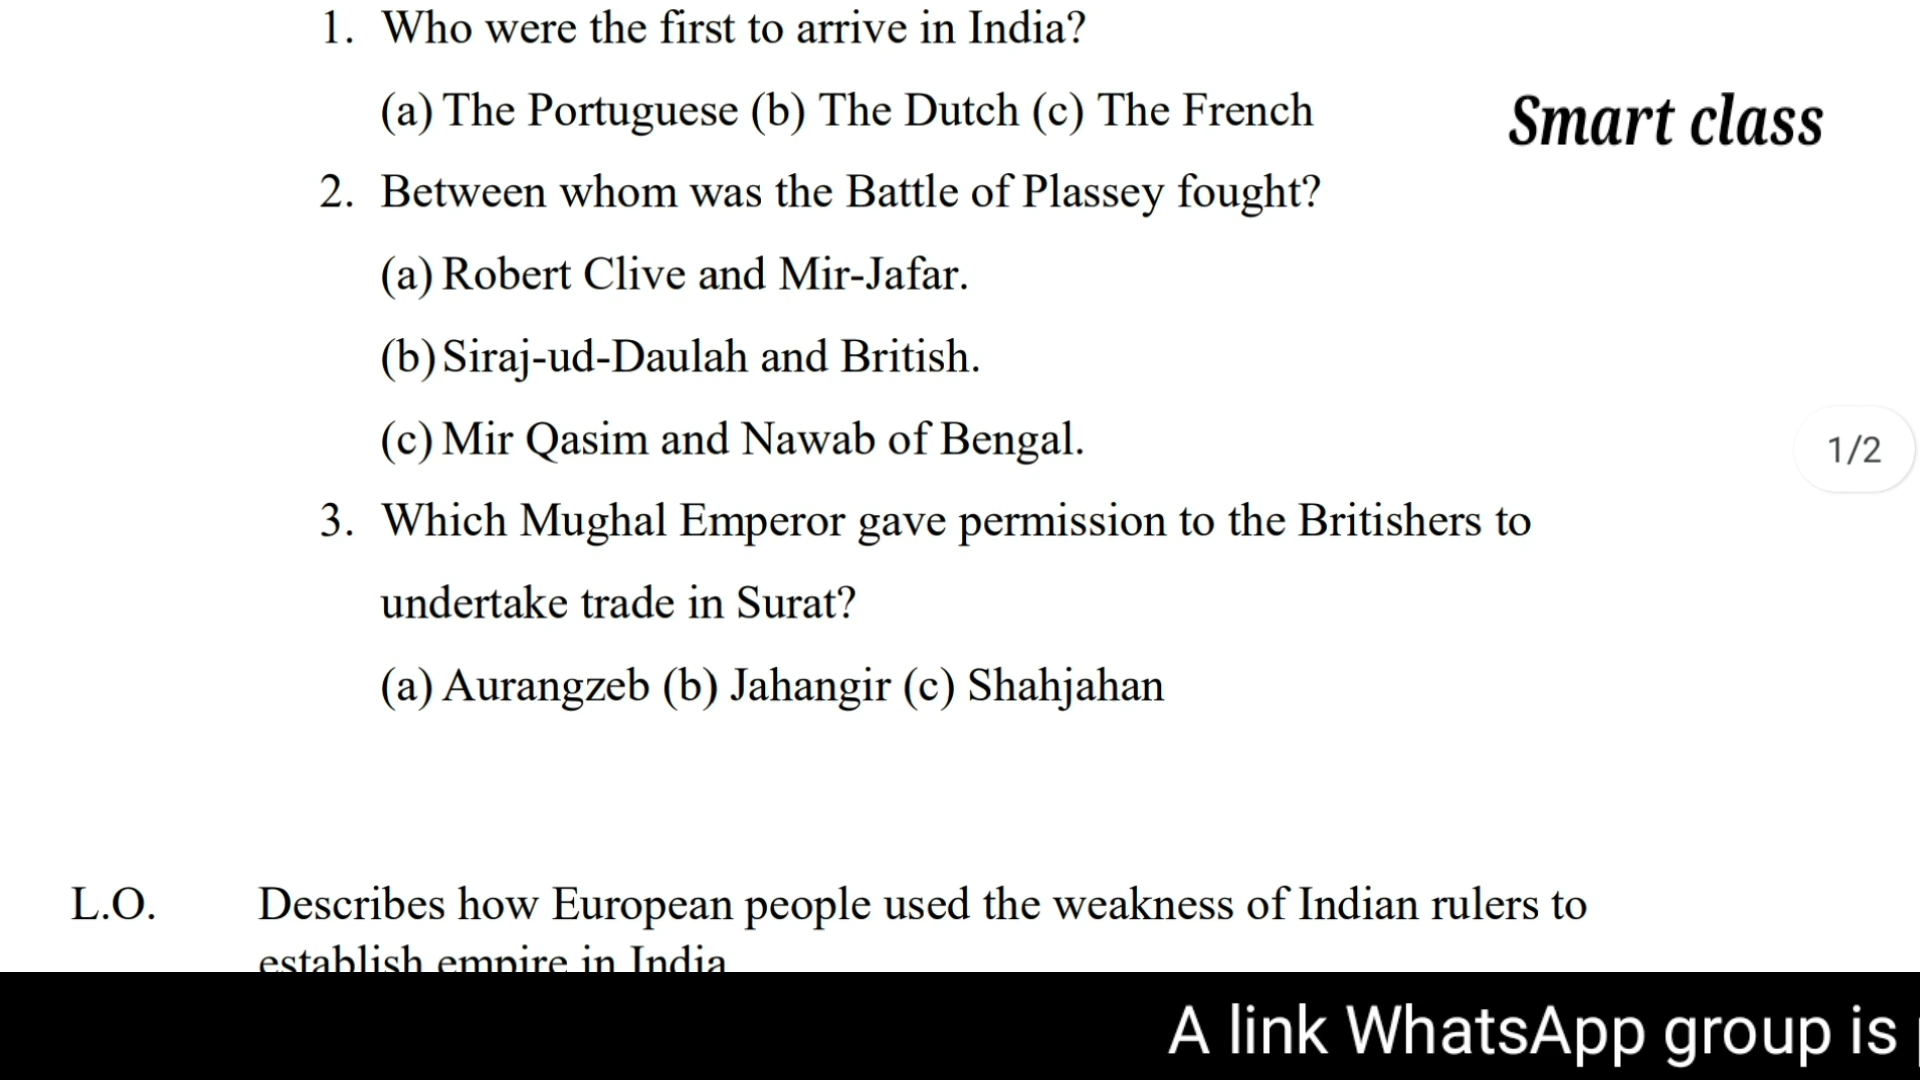 1. Who were the first to arrive in India?
(a) The Portuguese (b) The Dutch (c) The French
Smart class
2. Between whom was the Battle of Plassey fought?
(a) Robert Clive and Mir-Jafar.
(b) Siraj-ud-Daulah and British.
(c) Mir Qasim and Nawab of Bengal.
1/2
3. Which Mughal Emperor gave permission to the Britishers to
undertake trade in Surat?
(a) Aurangzeb (b) Jahangir (c) Shahjahan
L.O. Describes how European people used the weakness of Indian rulers to
establish empire in India
A link WhatsApp group is